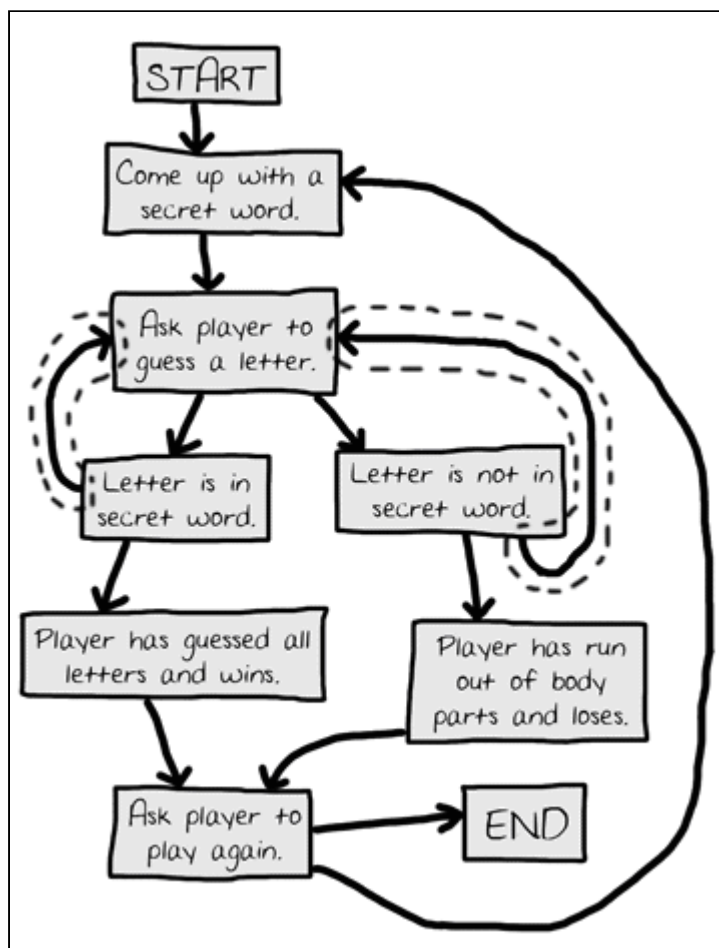 START
Come up with a
secret word.
Ask player to
guess a letter.
Letter is in
secret word.
Letter is not in
secret word.
Player has guessed all
letters and wins.
Player has run
out of body
parts and loses.
Ask player to
play again.
END